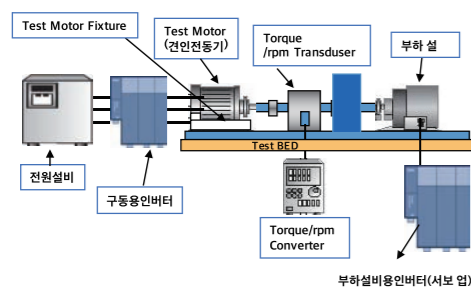 Test Motor Fixture
Test Motor
(견인전동기)
Torque
/rpm Transduser
부하 설
Test BED
전원설비
구동용인버터
Torque/rpm
Converter
부하설비용인버터(서보 업)